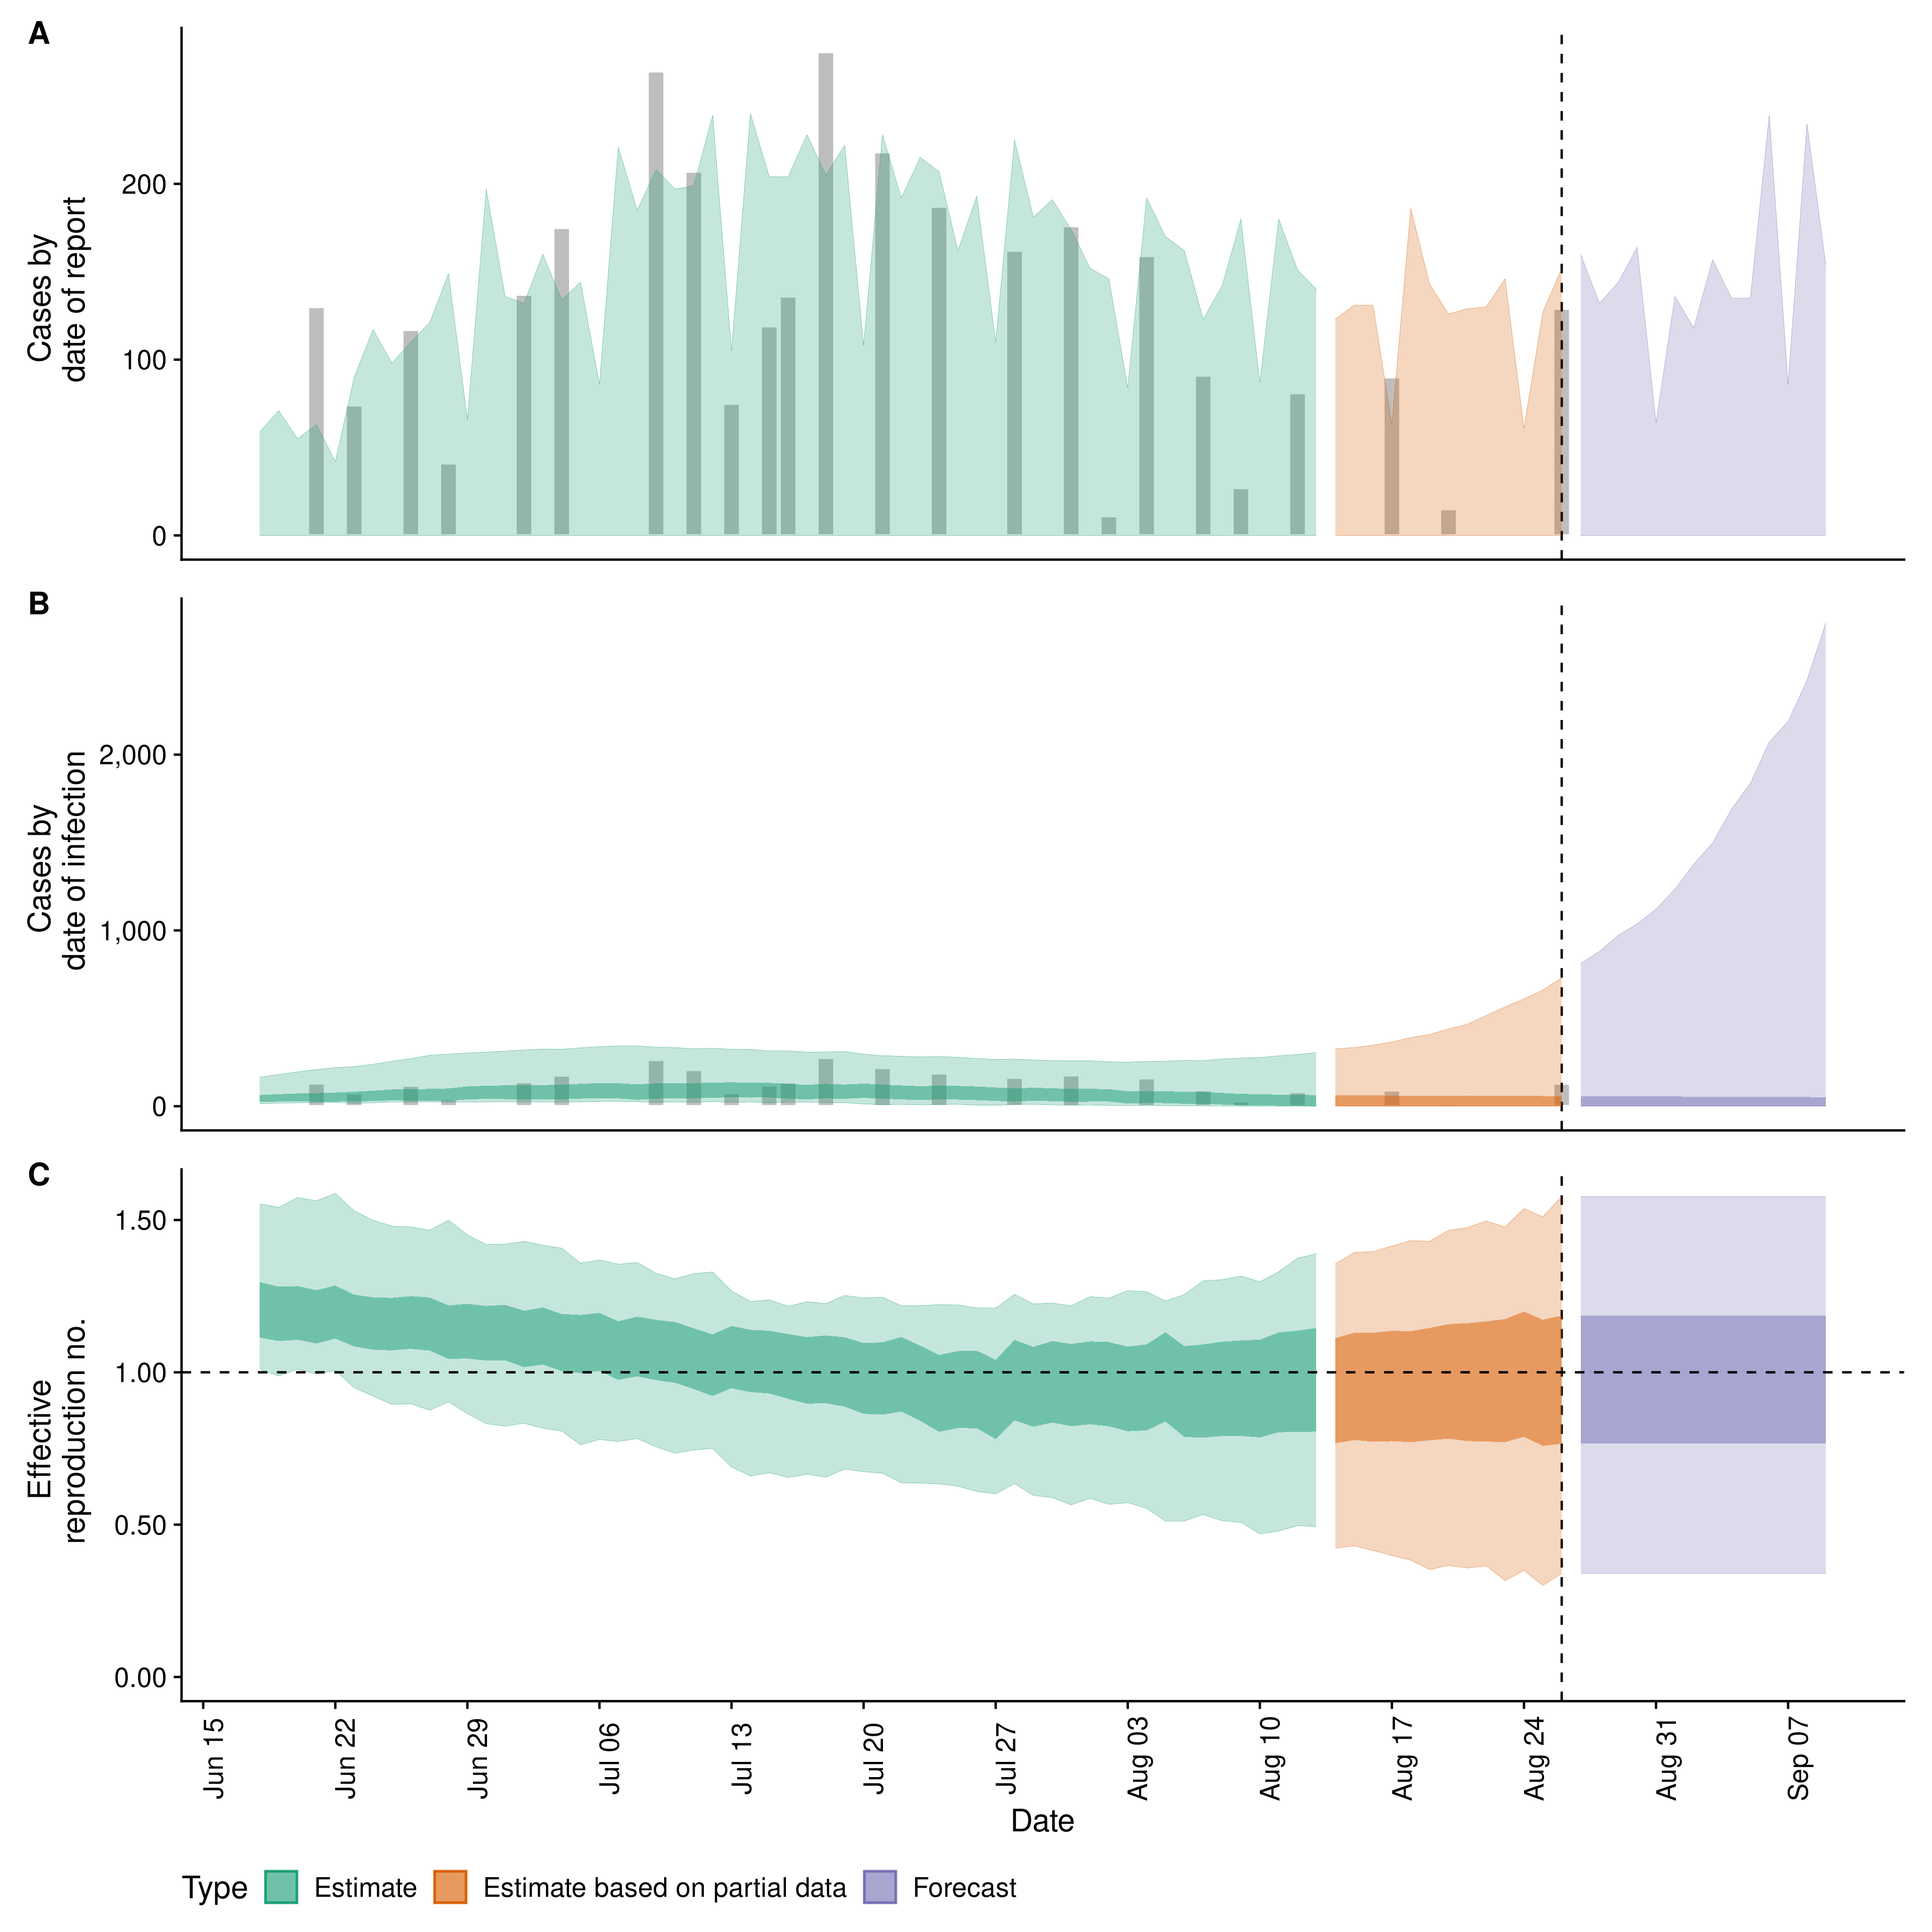 A
Cases by
date of report
200
100
0
B
Cases by
date of infection
2,000
1,000
0
C
Effective
reproduction no.
1.50
1.00
0.50
0.00
Jun 15
Jun 22
Jun 29
Jul 06
Jul 13
Jul 20
Jul 27
Aug 03
Aug 10
Aug 17
Aug 24
Aug 31
Sep 07
Date
Type Estimate Estimate based on partial data Forecast